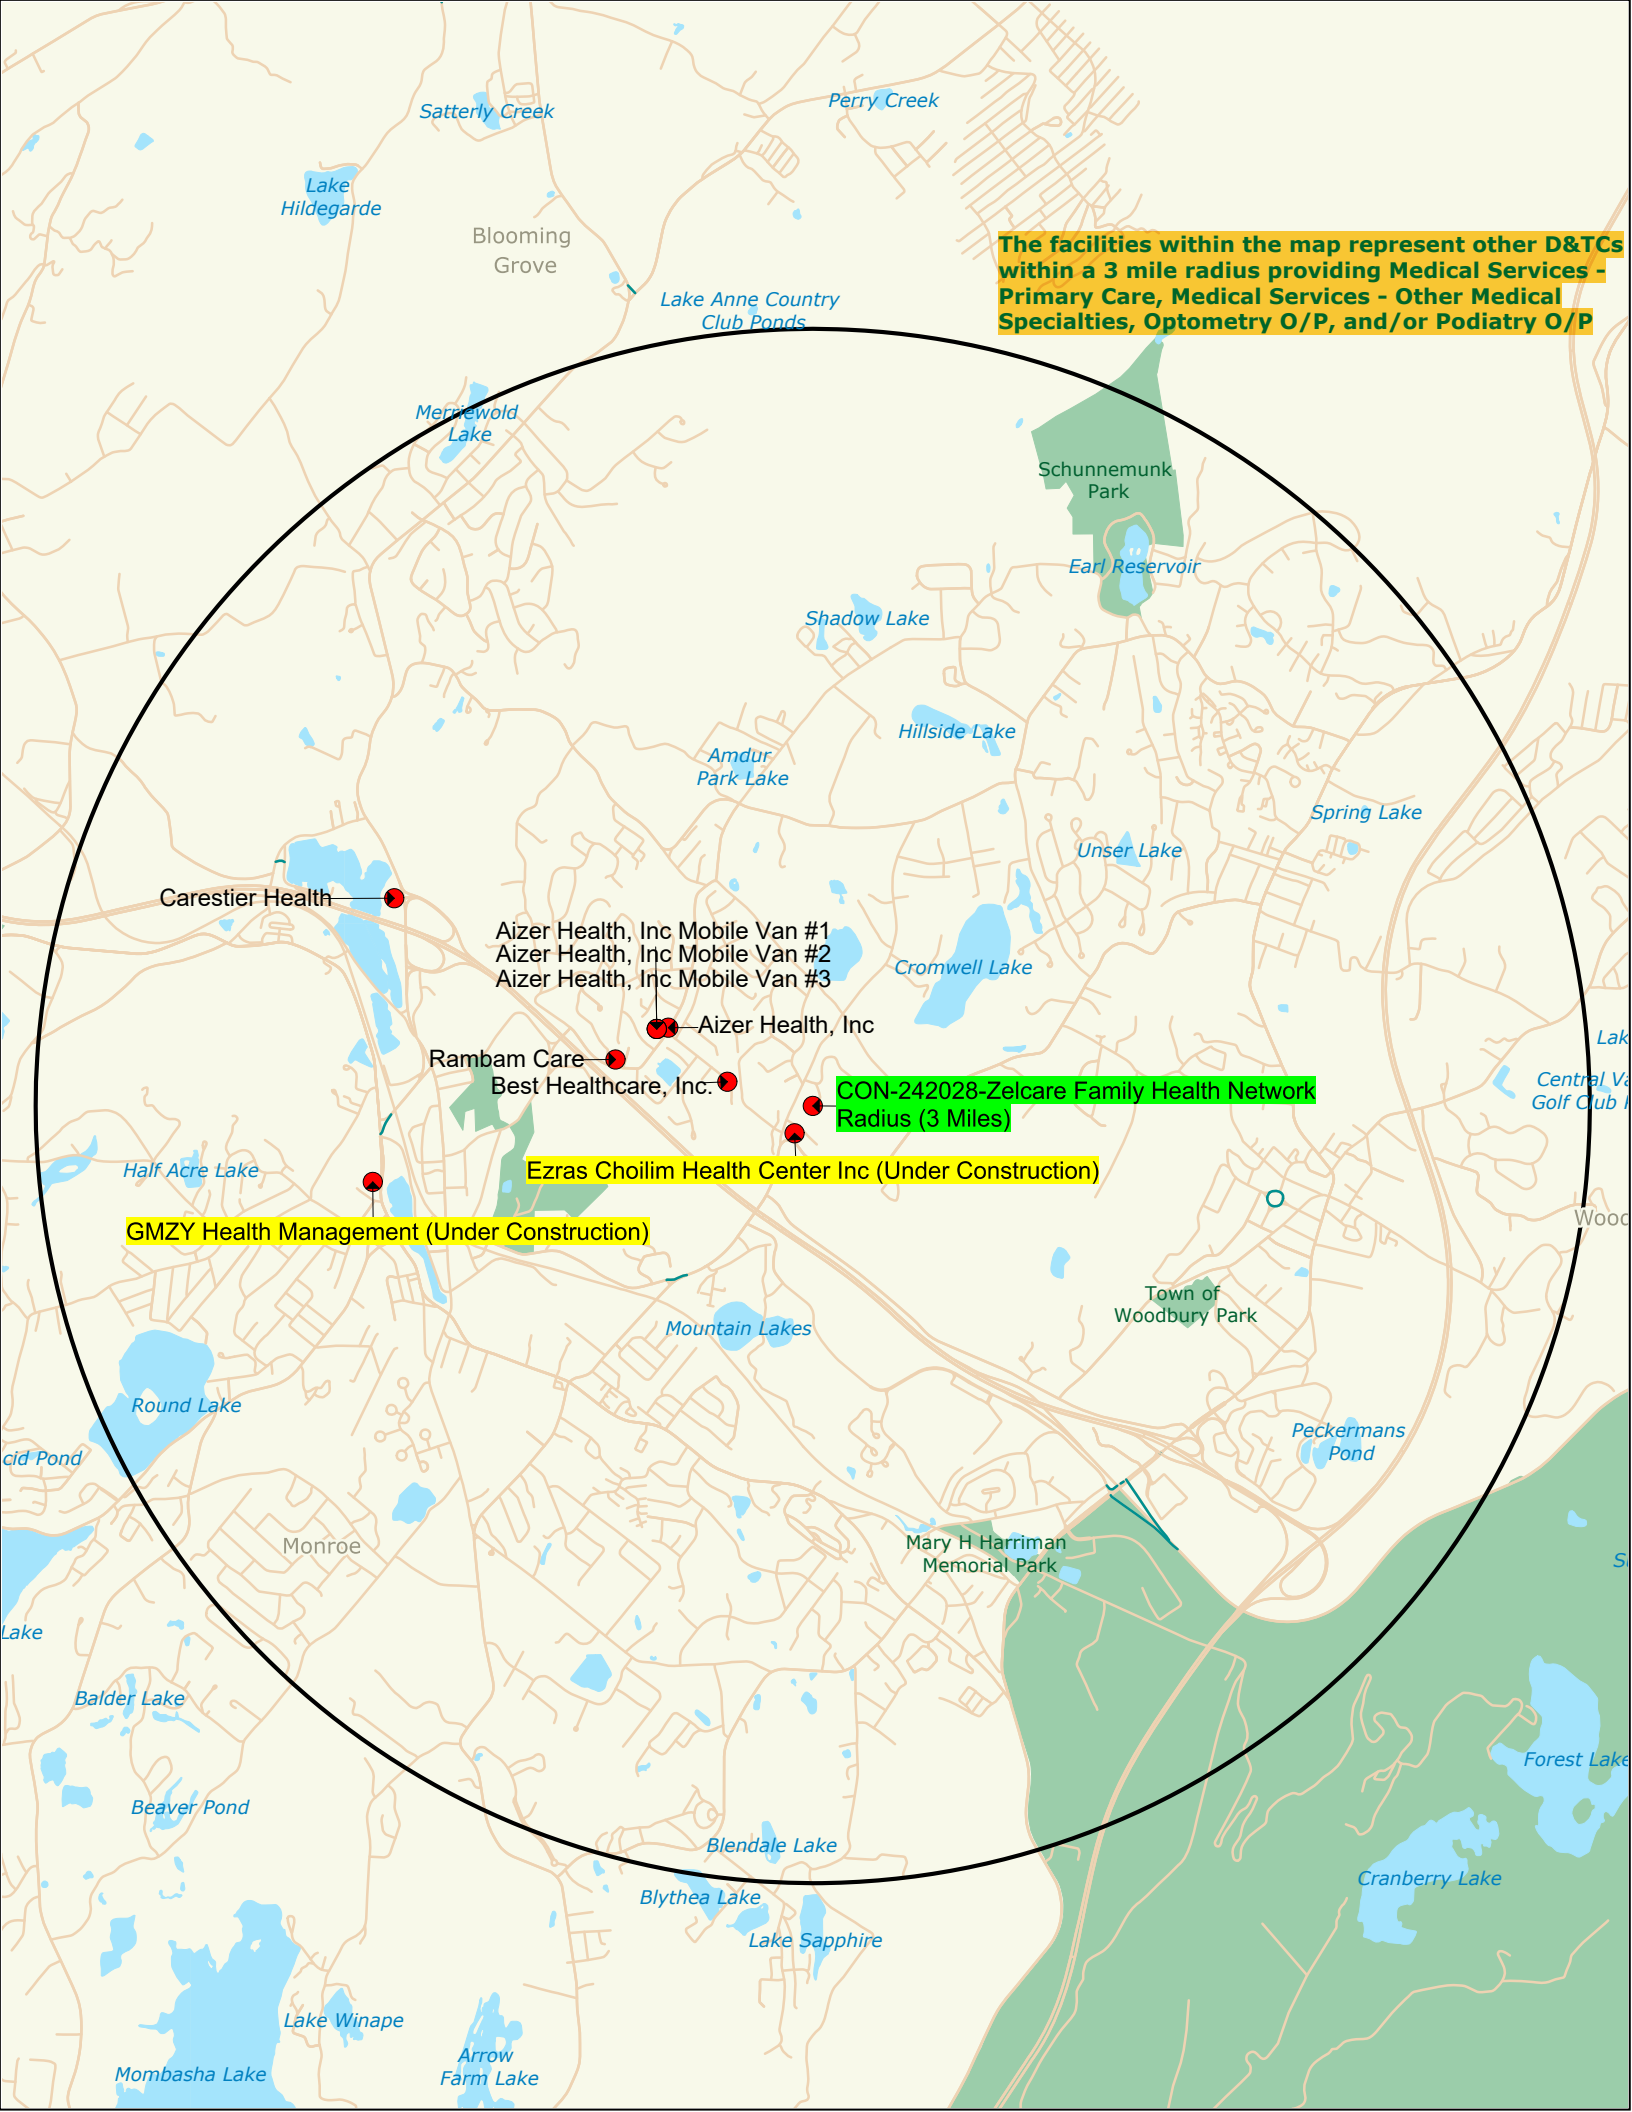 Satterly Creek
Perry Creek
Lake
Hildegarde
Blooming
Grove
The facilities within the map represent other D&TCs
within a 3 mile radius providing Medical Services -
Primary Care, Medical Services - Other Medical
Specialties, Optometry O/P, and/or Podiatry O/P
Lake Anne Country
Club Ponds
Merriewold
Lake
Schunnemunk
Park
Earl Reservoir
Shadow Lake
Hillside Lake
Amdur
Park Lake
Spring Lake
Unser Lake
Carestier Health
Aizer Health, Inc Mobile Van #1
Aizer Health, Inc Mobile Van #2
Aizer Health, Inc Mobile Van #3
Cromwell Lake
Aizer Health, Inc
Lak
Rambam Care
Best Healthcare, Inc.
CON-242028-Zelcare Family Health Network
Radius (3 Miles)
Central Va
Golf Club
Half Acre Lake
Ezras Choilim Health Center Inc (Under Construction)
GMZY Health Management (Under Construction)
Wood
Town of
Woodbury Park
Mountain Lakes
Round Lake
Peckermans
Pond
cid Pond
Monroe
Mary H Harriman
Memorial Park
Lake
Balder Lake
Forest Lake
Beaver Pond
Blendale Lake
Cranberry Lake
Blythea Lake
Lake Sapphire
Lake Winape
Arrow
Farm Lake
Mombasha Lake